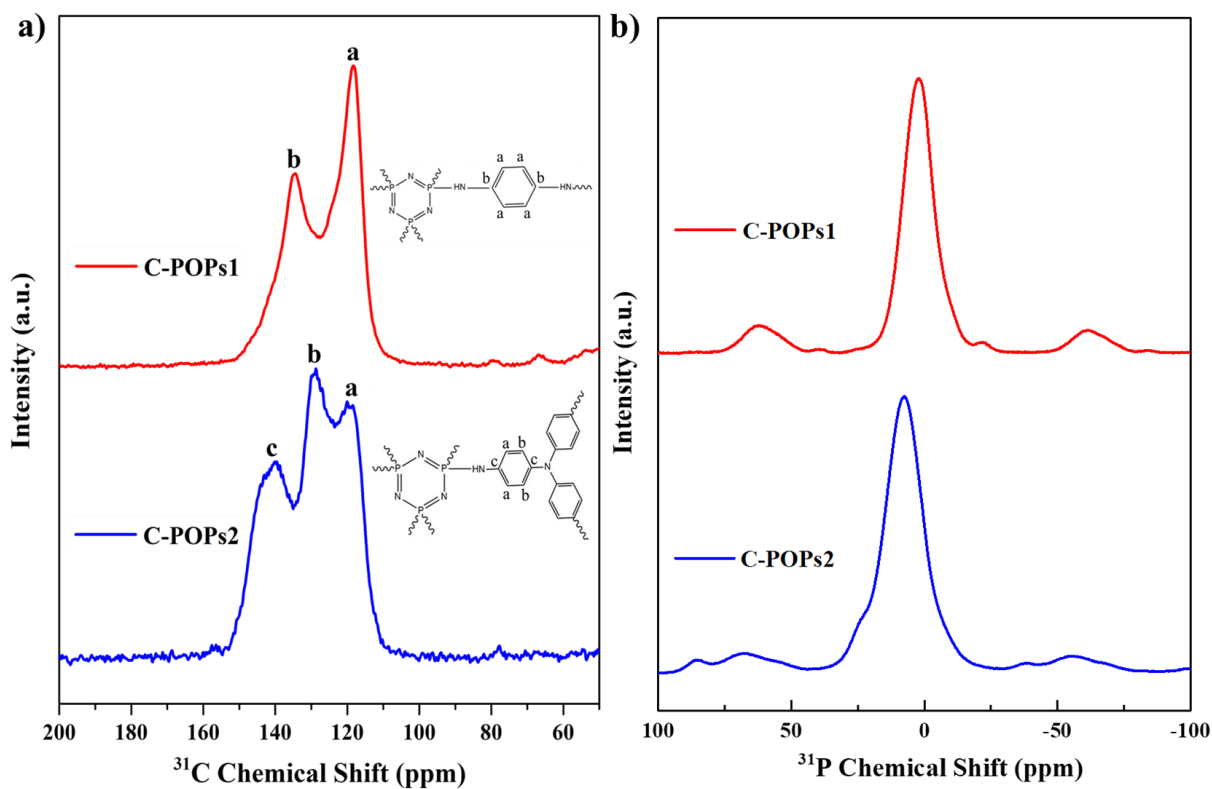 a)
a
b
a
a
b
b
a
a
P
N
P
N
N
P
HN
HN
C-POPs1
b
a
c
a
b
c
c
a
b
P
N
P
N
N
P
HN
N
C-POPs2
Intensity (a.u.)
200
180
160
140
120
100
80
60
³¹C Chemical Shift (ppm)
b)
C-POPs1
C-POPs2
Intensity (a.u.)
100
50
0
-50
-100
³¹P Chemical Shift (ppm)